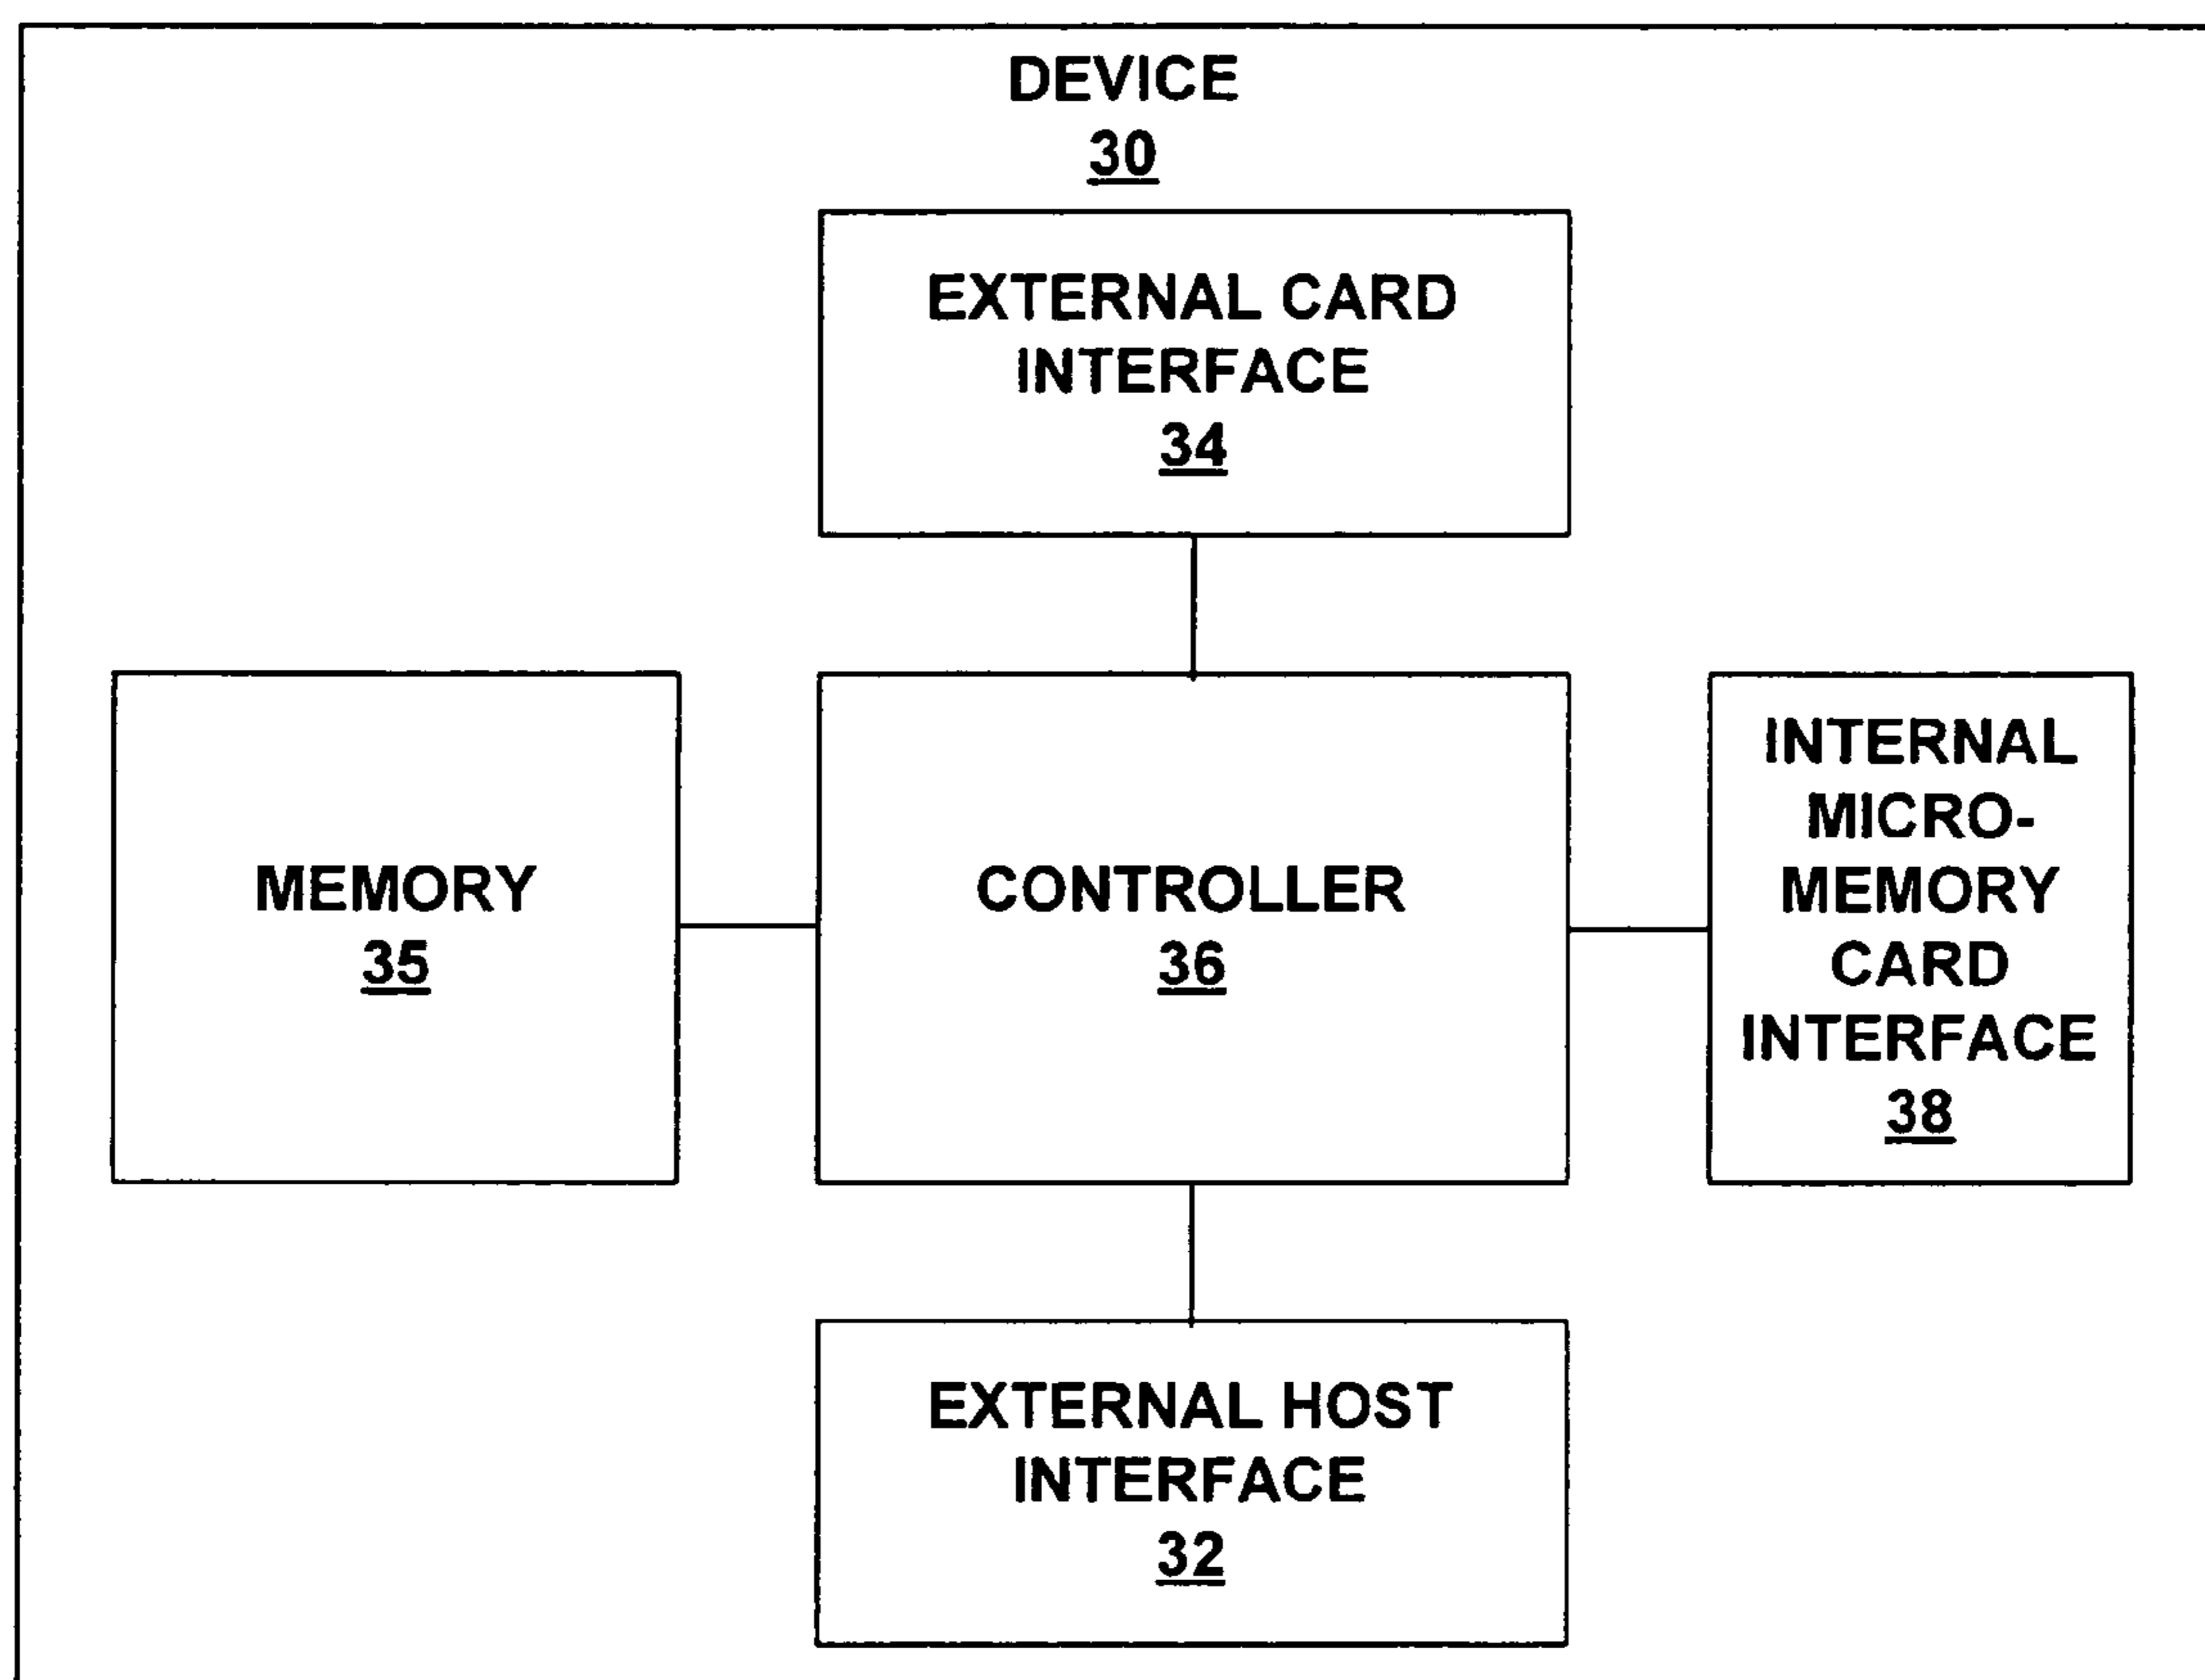 DEVICE
30
EXTERNAL CARD
INTERFACE
34
MEMORY
35
CONTROLLER
36
INTERNAL
MICRO-
MEMORY
CARD
INTERFACE
38
EXTERNAL HOST
INTERFACE
32